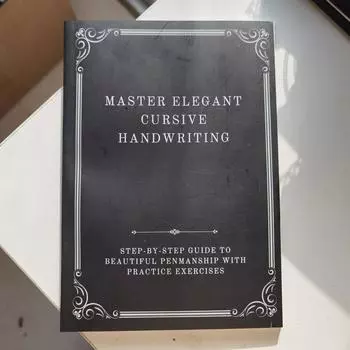 MASTER ELEGANT
CURSIVE
HANDWRITING
STEP-BY-STEP GUIDE TO
BEAUTIFUL PENMANSHIP WITH
PRACTICE EXERCISES